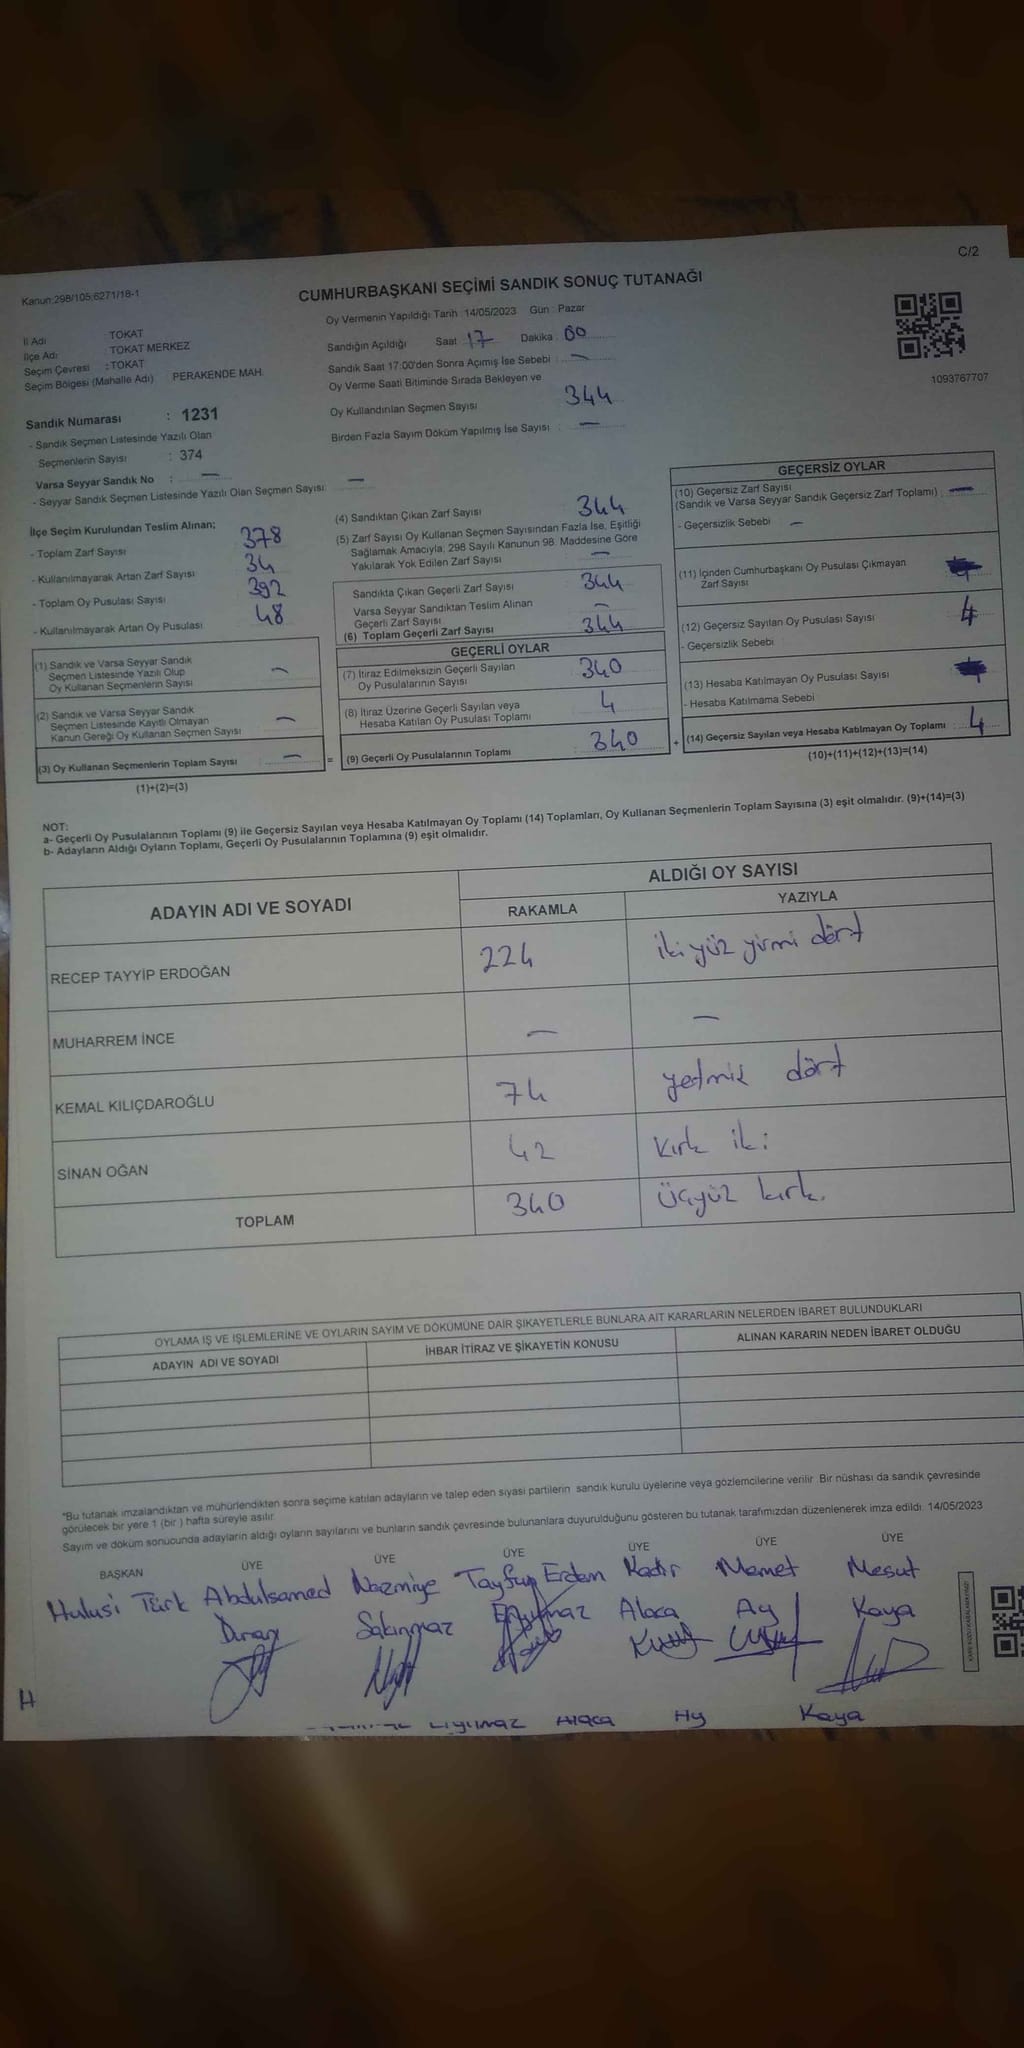 C/2
Kanun;298/105;6271/18-1
CUMHURBAŞKANI SEÇİMİ SANDIK SONUÇ TUTANAĞI
İl Adı : TOKAT
İlçe Adı : TOKAT MERKEZ
Seçim Çevresi : TOKAT
Seçim Bölgesi (Mahalle Adı) PERAKENDE MAH.
Oy Vermenin Yapıldığı Tarih : 14/05/2023 Gün : Pazar
Sandığın Açıldığı Saat 17 Dakika : 00
Sandık Saat 17:00'den Sonra Açımış İse Sebebi : —
Oy Verme Saati Bitiminde Sırada Bekleyen ve
Oy Kullandırılan Seçmen Sayısı 344
Birden Fazla Sayım Döküm Yapılmış İse Sayısı : —
1093767707
Sandık Numarası : 1231
- Sandık Seçmen Listesinde Yazılı Olan
Seçmenlerin Sayısı : 374
Varsa Seyyar Sandık No : —
- Seyyar Sandık Seçmen Listesinde Yazılı Olan Seçmen Sayısı: —
İlçe Seçim Kurulundan Teslim Alınan;
- Toplam Zarf Sayısı 378
- Kullanılmayarak Artan Zarf Sayısı 34
- Toplam Oy Pusulası Sayısı 392
- Kullanılmayarak Artan Oy Pusulası 48
(1) Sandık ve Varsa Seyyar Sandık
Seçmen Listesinde Yazılı Olup
Oy Kullanan Seçmenlerin Sayısı —
(2) Sandık ve Varsa Seyyar Sandık
Seçmen Listesinde Kayıtlı Olmayan
Kanun Gereği Oy Kullanan Seçmen Sayısı —
(3) Oy Kullanan Seçmenlerin Toplam Sayısı : —
(1)+(2)=(3)
=
(4) Sandıktan Çıkan Zarf Sayısı 344
(5) Zarf Sayısı Oy Kullanan Seçmen Sayısından Fazla İse, Eşitliği
Sağlamak Amacıyla, 298 Sayılı Kanunun 98. Maddesine Göre
Yakılarak Yok Edilen Zarf Sayısı —
Sandıkta Çıkan Geçerli Zarf Sayısı 344
Varsa Seyyar Sandıktan Teslim Alınan
Geçerli Zarf Sayısı —
(6) Toplam Geçerli Zarf Sayısı 344
GEÇERLİ OYLAR
(7) İtiraz Edilmeksizin Geçerli Sayılan
Oy Pusulalarının Sayısı 340
(8) İtiraz Üzerine Geçerli Sayılan veya
Hesaba Katılan Oy Pusulası Toplamı 4
(9) Geçerli Oy Pusulalarının Toplamı : 340
+
GEÇERSİZ OYLAR
(10) Geçersiz Zarf Sayısı
(Sandık ve Varsa Seyyar Sandık Geçersiz Zarf Toplamı) : —
- Geçersizlik Sebebi : —
(11) İçinden Cumhurbaşkanı Oy Pusulası Çıkmayan
Zarf Sayısı
(12) Geçersiz Sayılan Oy Pusulası Sayısı : 4
- Geçersizlik Sebebi
(13) Hesaba Katılmayan Oy Pusulası Sayısı
- Hesaba Katılmama Sebebi
(14) Geçersiz Sayılan veya Hesaba Katılmayan Oy Toplamı : 4
(10)+(11)+(12)+(13)=(14)
NOT:
a- Geçerli Oy Pusulalarının Toplamı (9) ile Geçersiz Sayılan veya Hesaba Katılmayan Oy Toplamı (14) Toplamları, Oy Kullanan Seçmenlerin Toplam Sayısına (3) eşit olmalıdır. (9)+(14)=(3)
b- Adayların Aldığı Oyların Toplamı, Geçerli Oy Pusulalarının Toplamına (9) eşit olmalıdır.
ADAYIN ADI VE SOYADI ALDIĞI OY SAYISI
RAKAMLA YAZIYLA
RECEP TAYYİP ERDOĞAN 224 iki yüz yirmi dört
MUHARREM İNCE — —
KEMAL KILIÇDAROĞLU 74 yetmiş dört
SİNAN OĞAN 42 Kırk iki
TOPLAM 340 üçyüz kırk.
OYLAMA İŞ VE İŞLEMLERİNE VE OYLARIN SAYIM VE DÖKÜMÜNE DAİR ŞİKAYETLERLE BUNLARA AİT KARARLARIN NELERDEN İBARET BULUNDUKLARI
ADAYIN ADI VE SOYADI İHBAR İTİRAZ VE ŞİKAYETİN KONUSU ALINAN KARARIN NEDEN İBARET OLDUĞU
*Bu tutanak imzalandıktan ve mühürlendikten sonra seçime katılan adayların ve talep eden siyasi partilerin sandık kurulu üyelerine veya gözlemcilerine verilir. Bir nüshası da sandık çevresinde
görülecek bir yere 1 (bir ) hafta süreyle asılır.
Sayım ve döküm sonucunda adayların aldığı oyların sayılarını ve bunların sandık çevresinde bulunanlara duyurulduğunu gösteren bu tutanak tarafımızdan düzenlenerek imza edildi. 14/05/2023
BAŞKAN ÜYE ÜYE ÜYE ÜYE ÜYE ÜYE
Hulusi Türk Abdulsamed Nazmiye Tayfun Erdem Kadir Memet Mesut
Duran Sakınmaz Alaca Ay Kaya
H
Alaca Ay Kaya